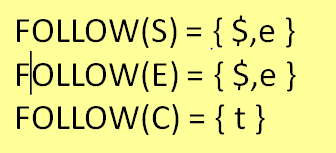 FOLLOW(S) = { $,e }
FOLLOW(E) = { $,e }
FOLLOW(C) = { t }